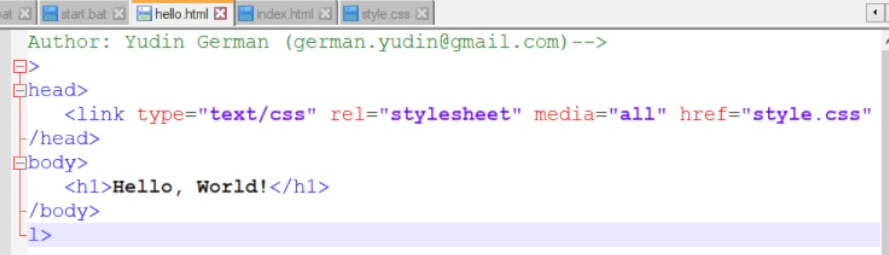 at start.bat hello.html index.html style.css
Author: Yudin German (german.yudin@gmail.com)-->
>
head>
<link type="text/css" rel="stylesheet" media="all" href="style.css"
/head>
body>
<h1>Hello, World!</h1>
/body>
l>